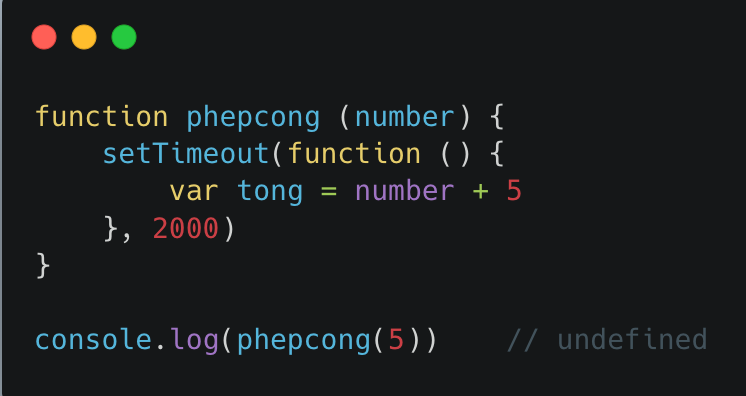 function phepcong (number) {
    setTimeout(function () {
        var tong = number + 5
    }, 2000)
}

console.log(phepcong(5))    // undefined